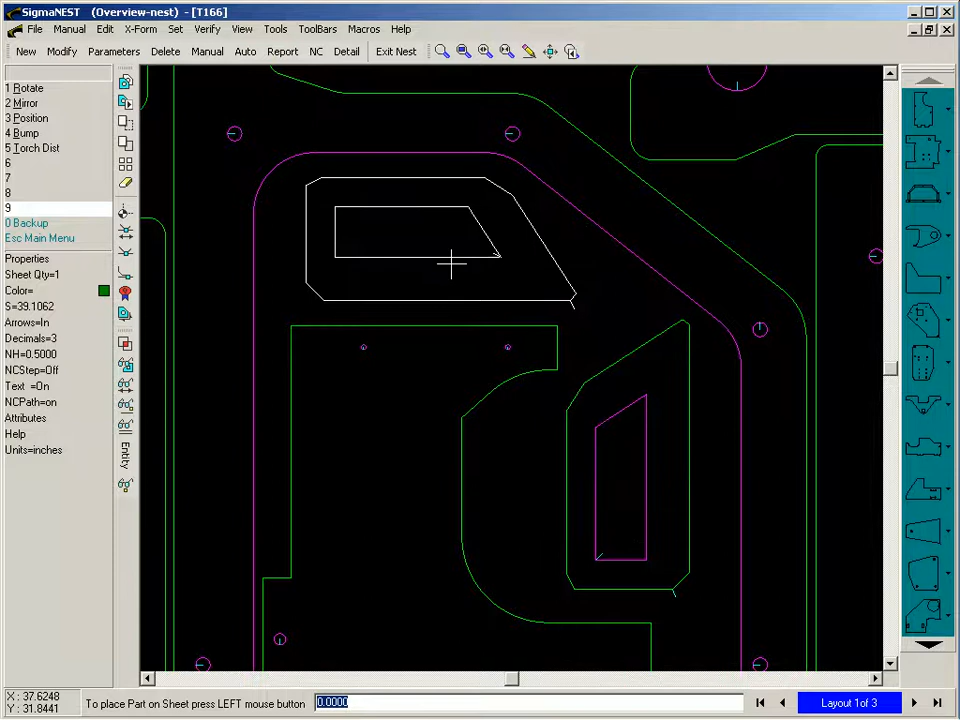 SigmaNEST (Overview-nest) - [T166]
File Manual Edit X-Form Set Verify View Tools ToolBars Macros Help
New Modify Parameters Delete Manual Auto Report NC Detail Exit Nest
1 Rotate
2 Mirror
3 Position
4 Bump
5 Torch Dist
6
7
8
9
0 Backup
Esc Main Menu
Properties
Sheet Qty=1
Color=
S=39.1062
Arrows=In
Decimals=3
NH=0.5000
NCStep=Off
Text =On
NCPath=on
Attributes
Help
Units=inches
Entity
X : 37.6248
Y : 31.8441
To place Part on Sheet press LEFT mouse button
0.0000
Layout 1of 3